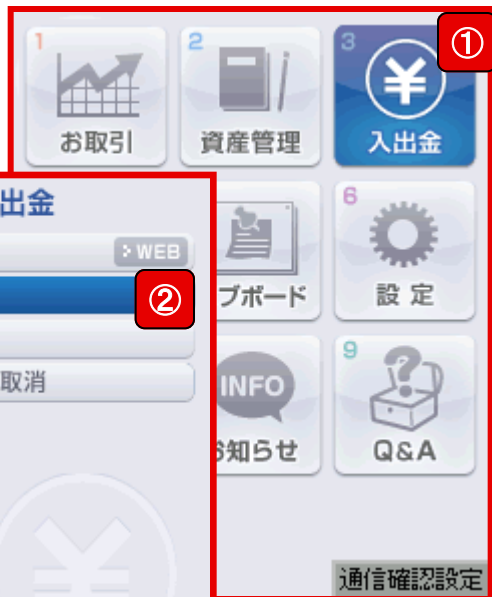 1
お取引
2
資産管理
3
入出金
①
出金
WEB
②
取消
ブボード
6
設定
INFO
お知らせ
9
Q&A
通信確認設定